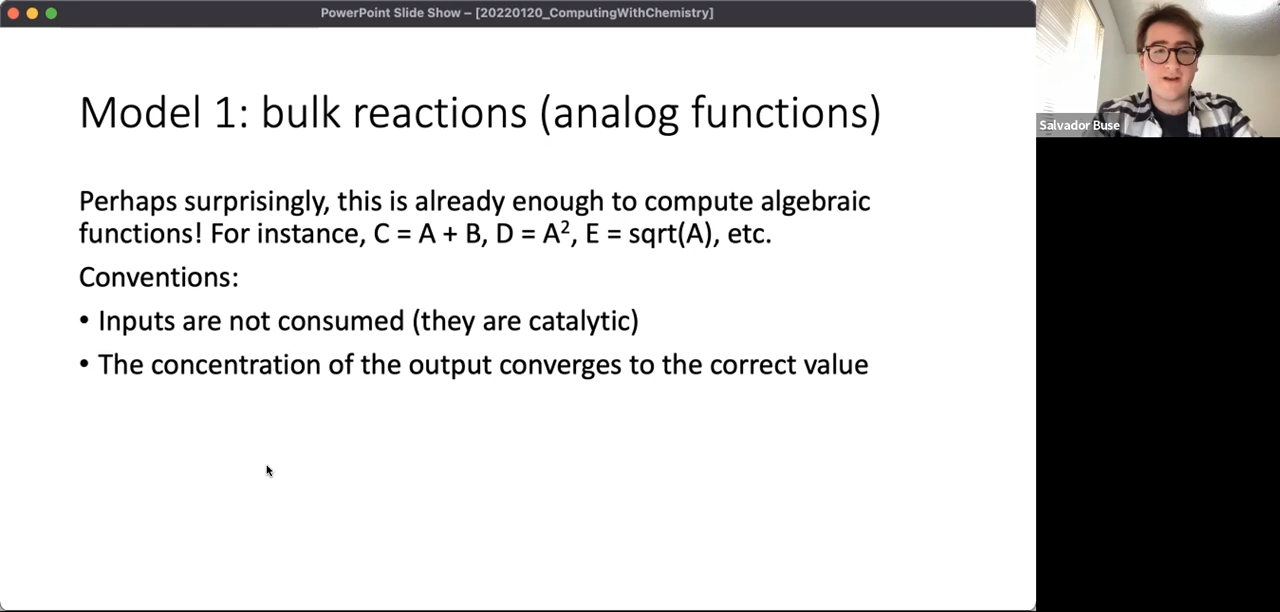 PowerPoint Slide Show – [20220120_ComputingWithChemistry]
Model 1: bulk reactions (analog functions)
Perhaps surprisingly, this is already enough to compute algebraic
functions! For instance, C = A + B, D = A², E = sqrt(A), etc.
Conventions:
• Inputs are not consumed (they are catalytic)
• The concentration of the output converges to the correct value
Salvador Buse